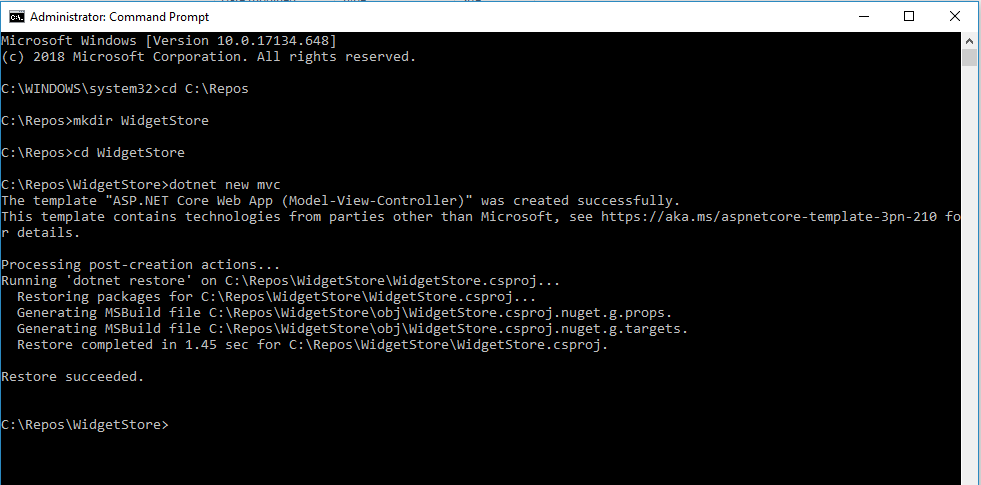 Administrator: Command Prompt
Microsoft Windows [Version 10.0.17134.648]
(c) 2018 Microsoft Corporation. All rights reserved.
C:\WINDOWS\system32>cd C:\Repos
C:\Repos>mkdir WidgetStore
C:\Repos>cd WidgetStore
C:\Repos\WidgetStore>dotnet new mvc
The template "ASP.NET Core Web App (Model-View-Controller)" was created successfully.
This template contains technologies from parties other than Microsoft, see https://aka.ms/aspnetcore-template-3pn-210 fo
r details.
Processing post-creation actions...
Running 'dotnet restore' on C:\Repos\WidgetStore\WidgetStore.csproj...
  Restoring packages for C:\Repos\WidgetStore\WidgetStore.csproj...
  Generating MSBuild file C:\Repos\WidgetStore\obj\WidgetStore.csproj.nuget.g.props.
  Generating MSBuild file C:\Repos\WidgetStore\obj\WidgetStore.csproj.nuget.g.targets.
  Restore completed in 1.45 sec for C:\Repos\WidgetStore\WidgetStore.csproj.
Restore succeeded.
C:\Repos\WidgetStore>